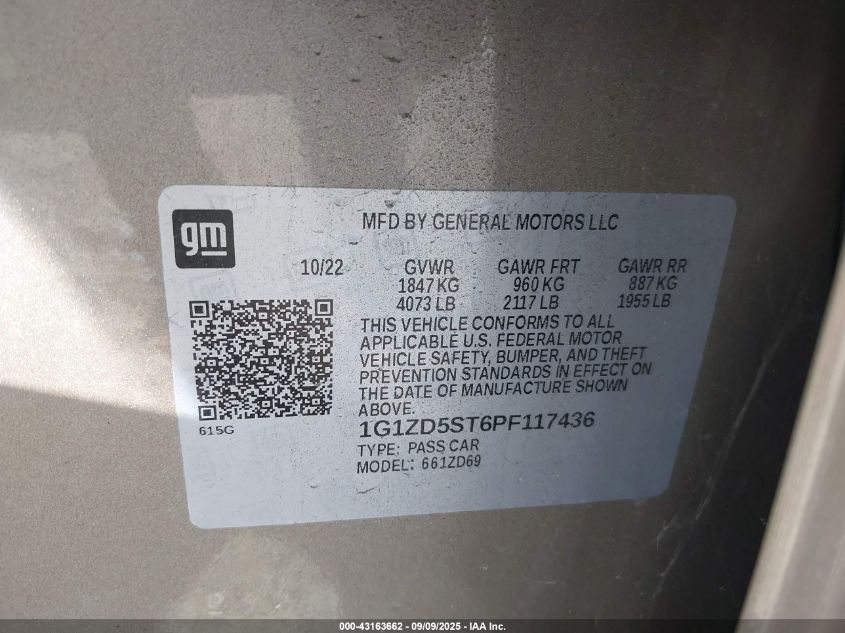 gm
MFD BY GENERAL MOTORS LLC
10/22 GVWR GAWR FRT GAWR RR
1847 KG 960 KG 887 KG
4073 LB 2117 LB 1955 LB
THIS VEHICLE CONFORMS TO ALL
APPLICABLE U.S. FEDERAL MOTOR
VEHICLE SAFETY, BUMPER, AND THEFT
PREVENTION STANDARDS IN EFFECT ON
THE DATE OF MANUFACTURE SHOWN
ABOVE.
615G
1G1ZD5ST6PF117436
TYPE: PASS CAR
MODEL: 661ZD69
000-43163662 - 09/09/2025 - IAA Inc.